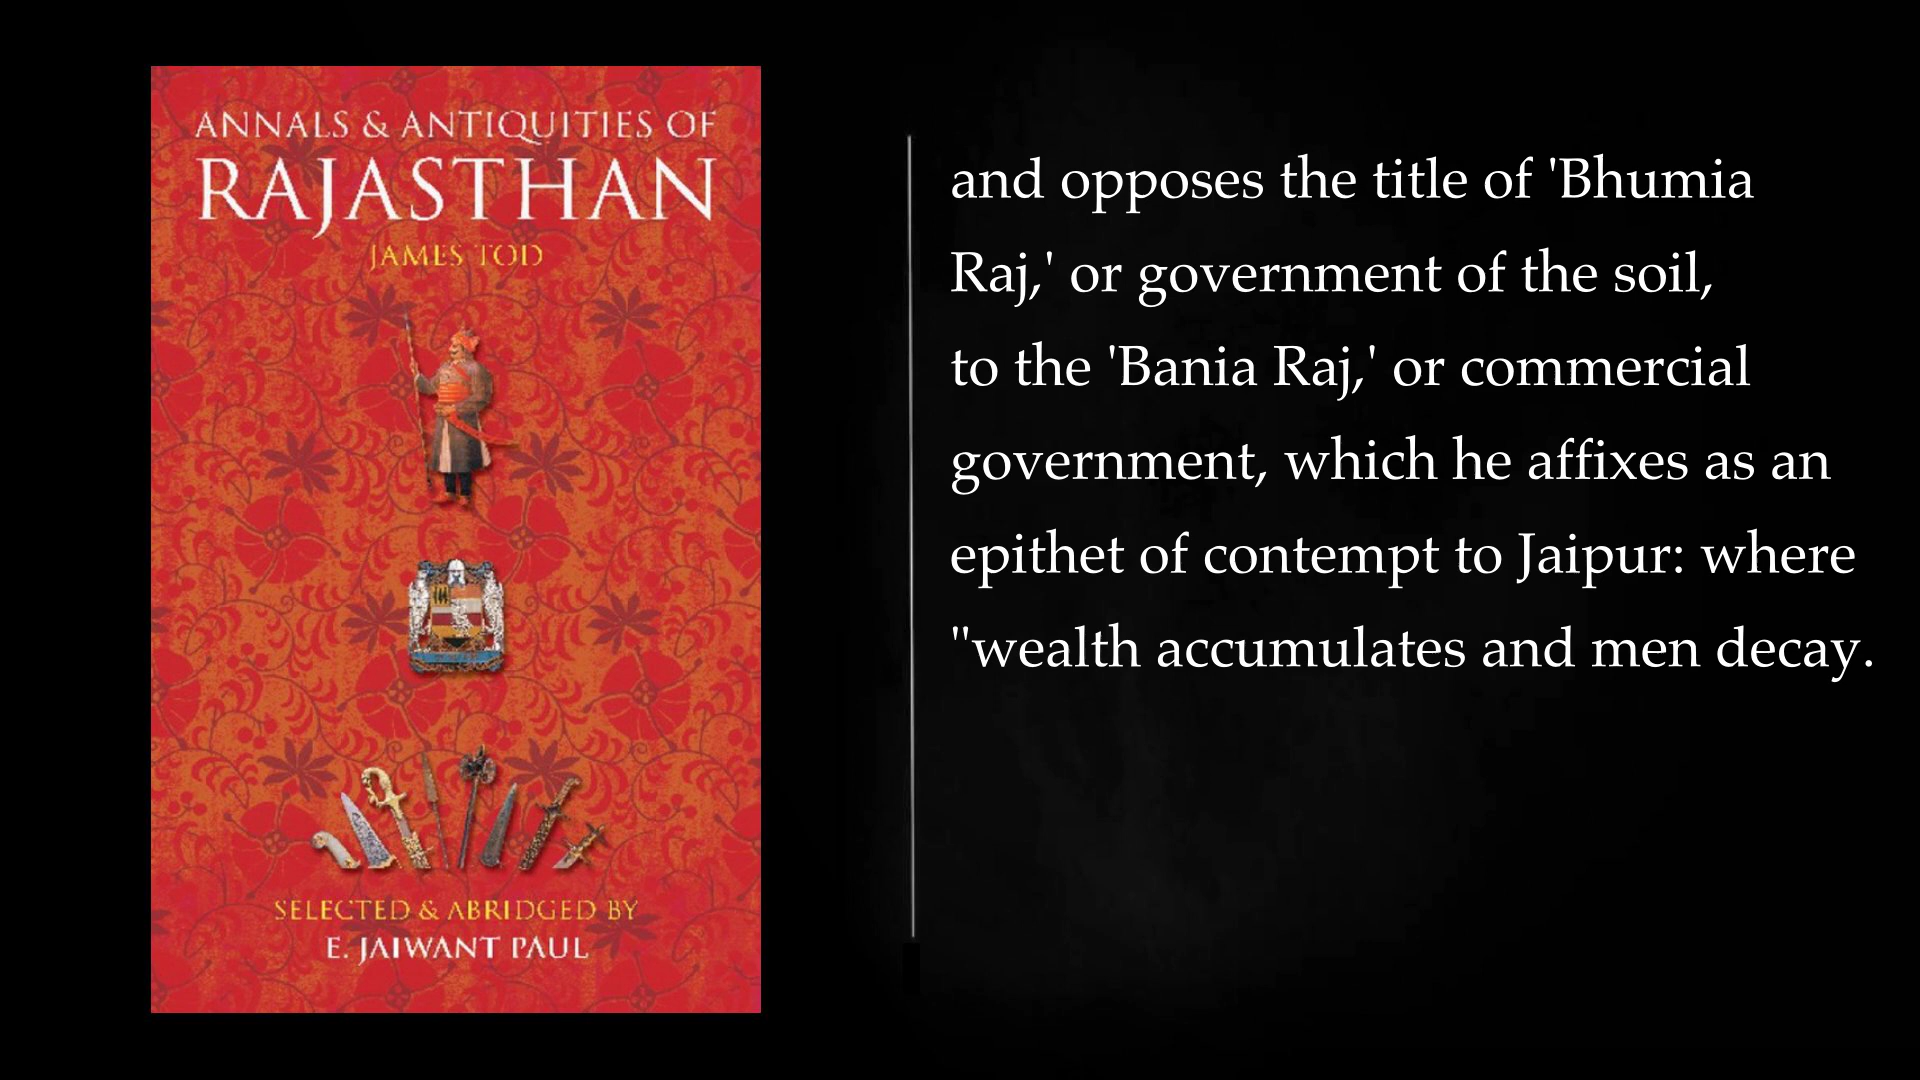 ANNALS & ANTIQUITIES OF
RAJASTHAN
JAMES TOD
SELECTED & ABRIDGED BY
E. JAIWANT PAUL
and opposes the title of 'Bhumia
Raj,' or government of the soil,
to the 'Bania Raj,' or commercial
government, which he affixes as an
epithet of contempt to Jaipur: where
"wealth accumulates and men decay.